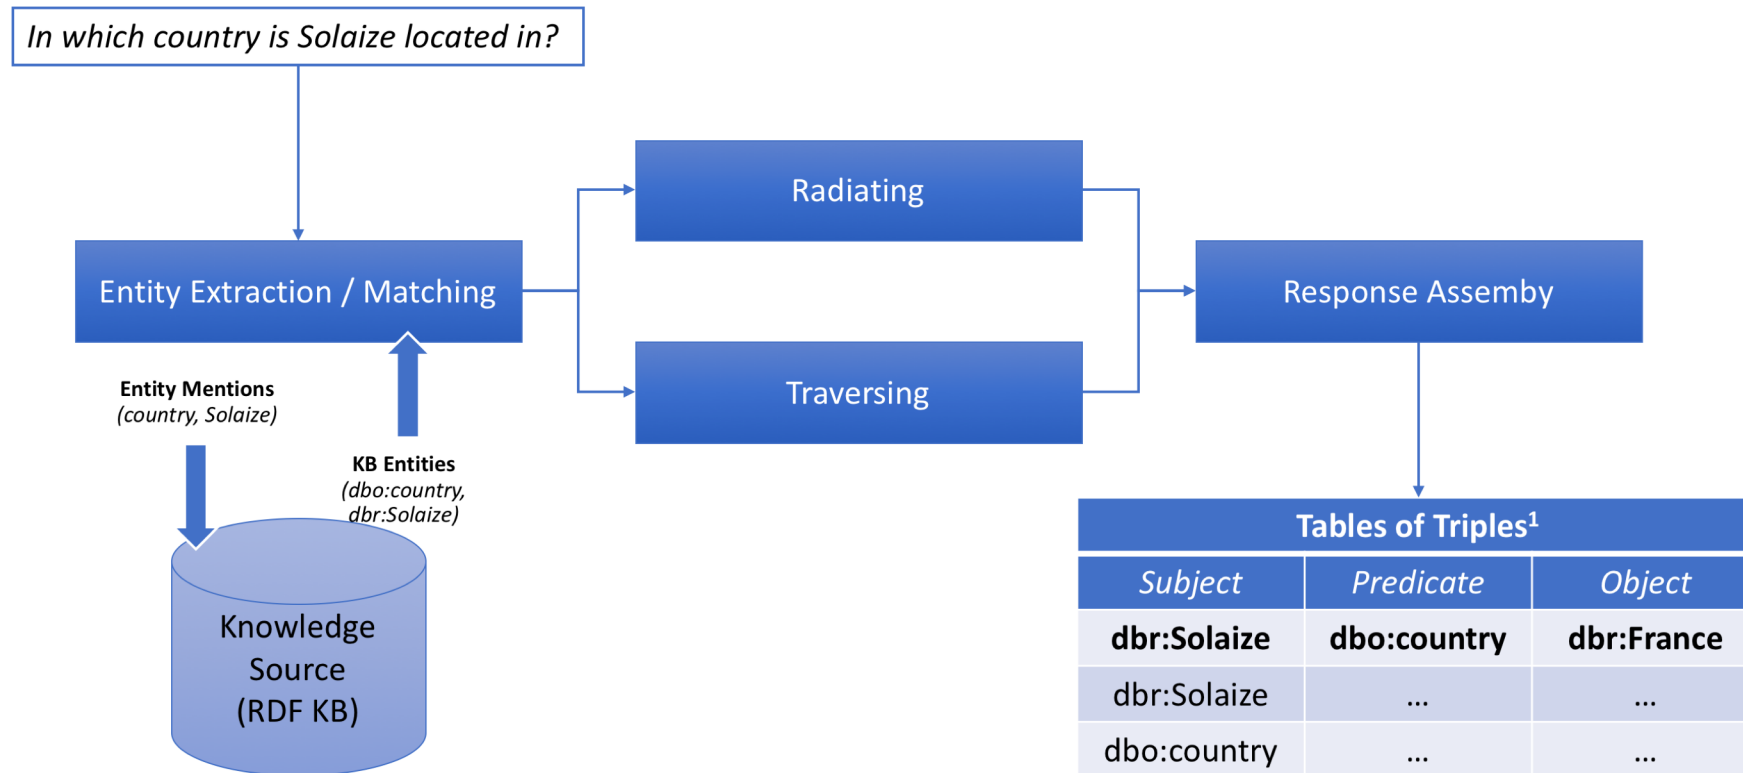 In which country is Solaize located in?
Radiating
Entity Extraction / Matching
Response Assemby
Traversing
Entity Mentions
(country, Solaize)
KB Entities
(dbo:country,
dbr:Solaize)
Knowledge
Source
(RDF KB)
Tables of Triples¹
Subject Predicate Object
dbr:Solaize dbo:country dbr:France
dbr:Solaize ... ...
dbo:country ... ...